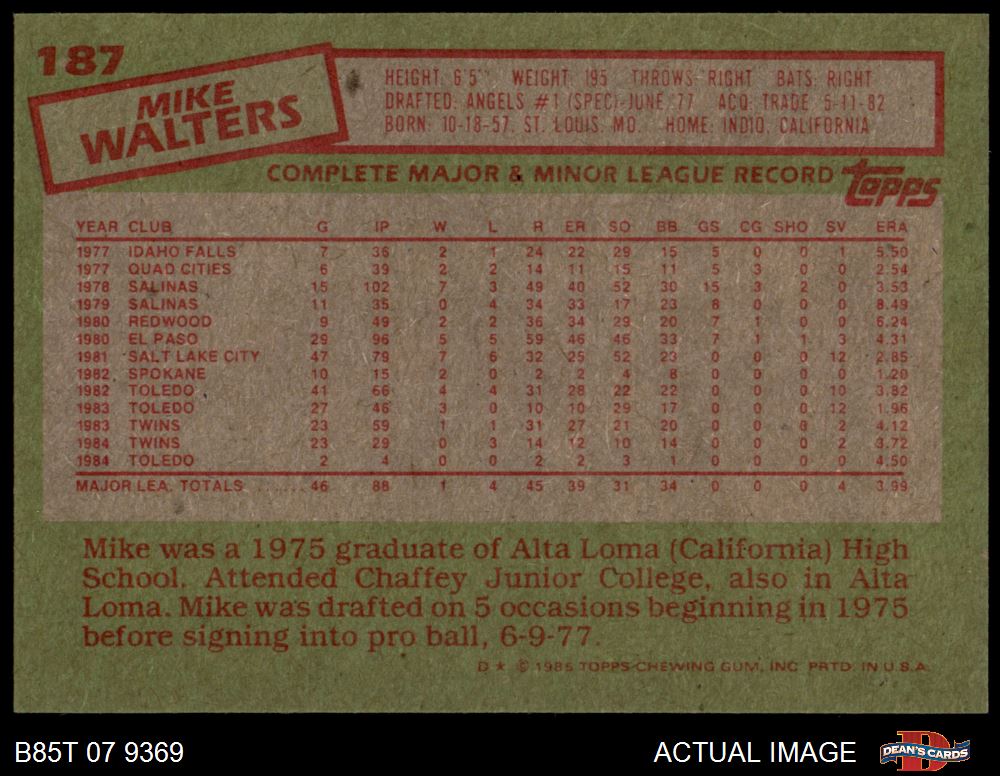 187
MIKE
WALTERS
HEIGHT: 6'5" WEIGHT: 195 THROWS: RIGHT BATS: RIGHT
DRAFTED: ANGELS #1 (SPEC)-JUNE, 77 ACQ: TRADE, 5-11-82
BORN: 10-18-57, ST. LOUIS, MO. HOME: INDIO, CALIFORNIA
COMPLETE MAJOR & MINOR LEAGUE RECORD topps
YEAR CLUB G IP W L R ER SO BB GS CG SHO SV ERA
1977 IDAHO FALLS 7 36 2 1 24 22 29 15 5 0 0 1 5.50
1977 QUAD CITIES 6 39 2 2 14 11 15 11 5 3 0 0 2.54
1978 SALINAS 15 102 7 3 49 40 52 30 15 3 2 0 3.53
1979 SALINAS 11 35 0 4 34 33 17 23 8 0 0 0 8.49
1980 REDWOOD 9 49 2 2 36 34 29 20 7 1 0 0 6.24
1980 EL PASO 29 96 5 5 59 46 46 33 7 1 1 3 4.31
1981 SALT LAKE CITY 47 79 7 6 32 25 52 23 0 0 0 12 2.85
1982 SPOKANE 10 15 2 0 2 2 4 8 0 0 0 0 1.20
1982 TOLEDO 41 66 4 4 31 28 22 22 0 0 0 10 3.82
1983 TOLEDO 27 46 3 0 10 10 29 17 0 0 0 12 1.96
1983 TWINS 23 59 1 1 31 27 21 20 0 0 0 2 4.12
1984 TWINS 23 29 0 3 14 12 10 14 0 0 0 2 3.72
1984 TOLEDO 2 4 0 0 2 2 3 1 0 0 0 0 4.50
MAJOR LEA. TOTALS ...... 46 88 1 4 45 39 31 34 0 0 0 4 3.99
Mike was a 1975 graduate of Alta Loma (California) High
School. Attended Chaffey Junior College, also in Alta
Loma. Mike was drafted on 5 occasions beginning in 1975
before signing into pro ball, 6-9-77.
D * © 1985 TOPPS CHEWING GUM, INC. PRTD. IN U.S.A.
B85T 07 9369 ACTUAL IMAGE DEAN'S CARDS